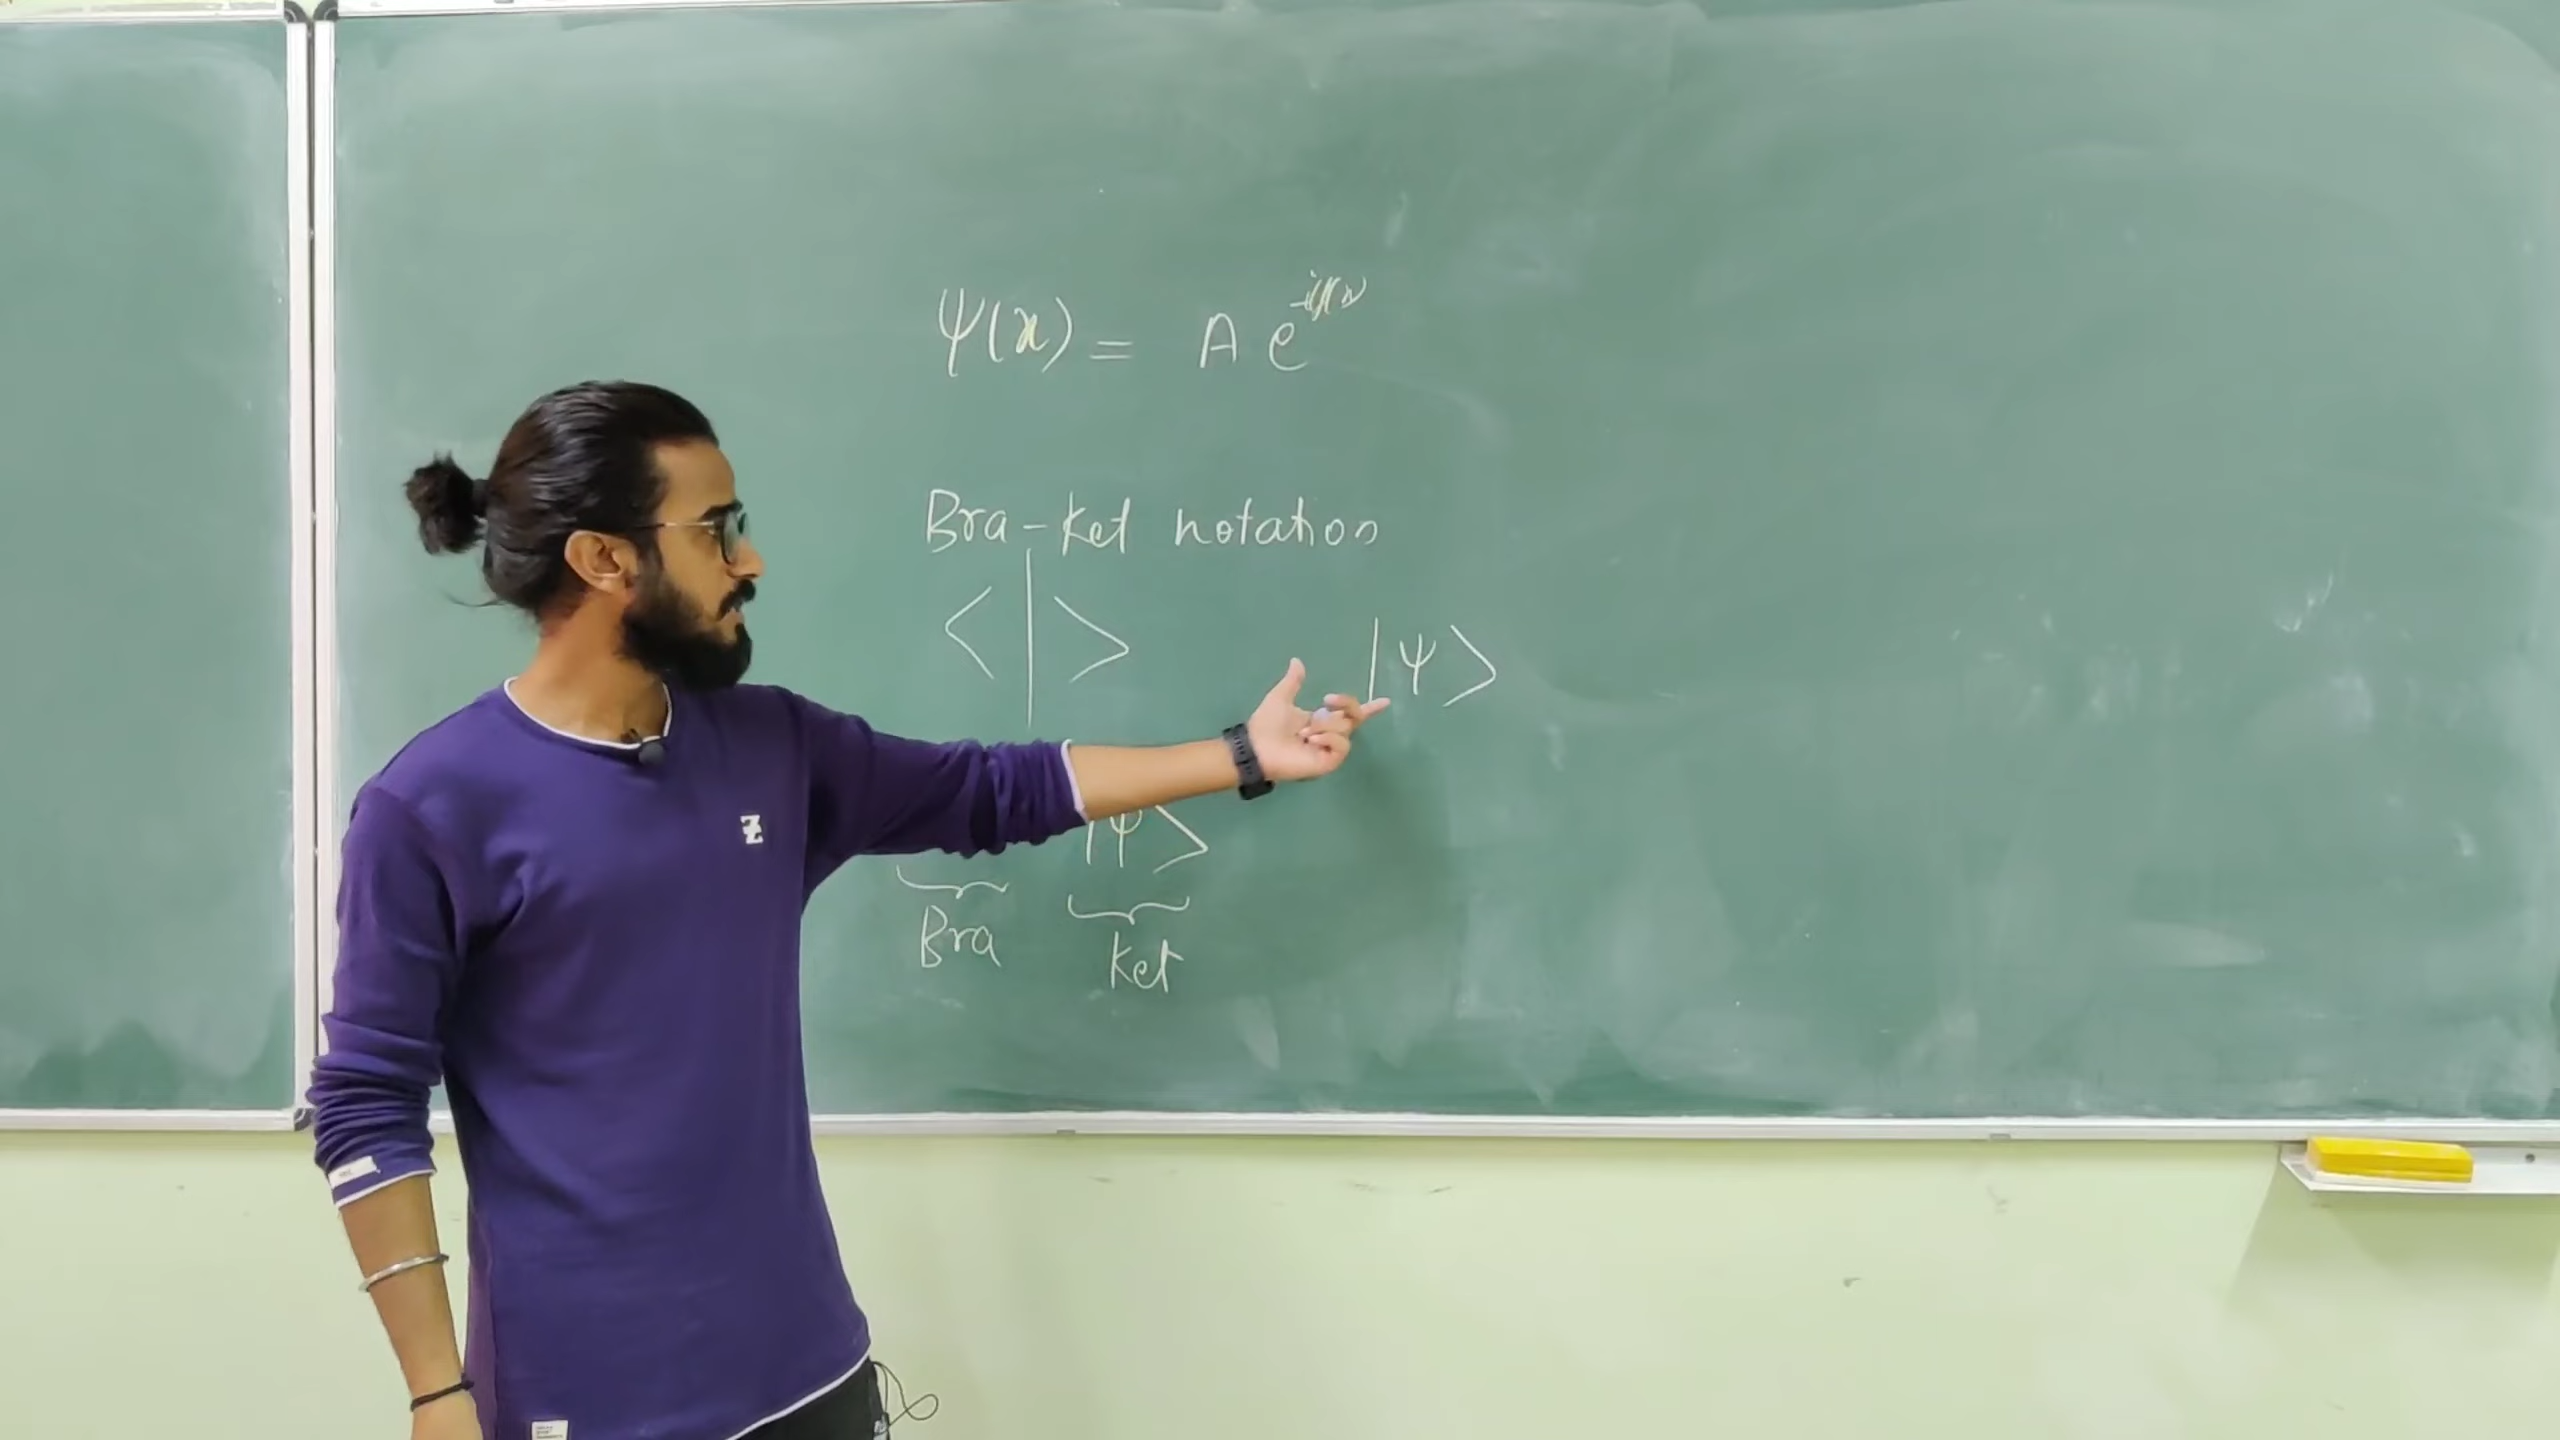 Ψ(x) = A e
Bra-ket notation
< | >
|Ψ>
|Ψ>
Bra
ket
Z